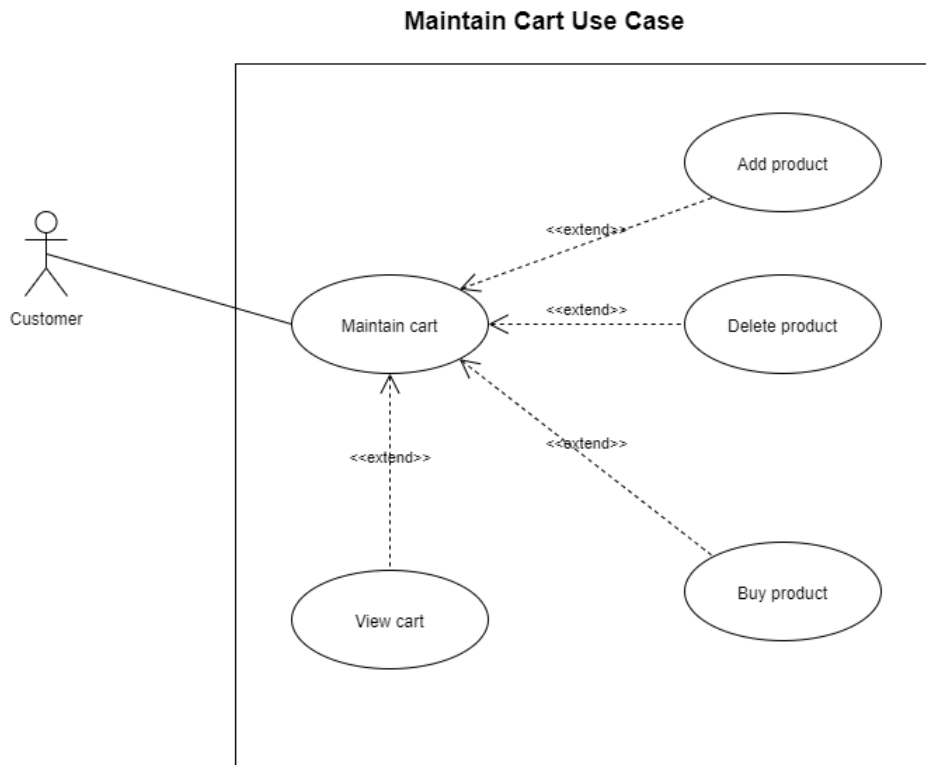 Maintain Cart Use Case
Add product
<<extend>>
Customer
Maintain cart
<<extend>>
Delete product
<<extend>>
<<extend>>
View cart
Buy product